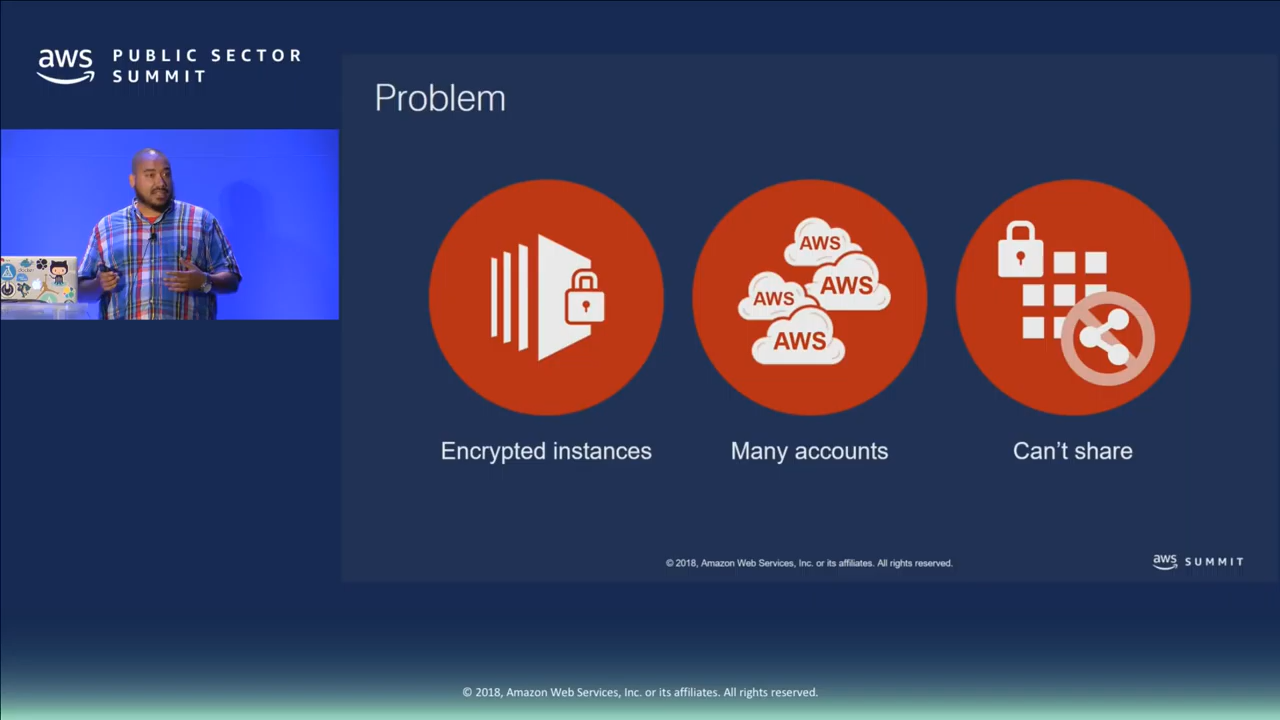 aws PUBLIC SECTOR
SUMMIT
Problem
AWS
AWS
AWS
AWS
Encrypted instances
Many accounts
Can’t share
© 2018, Amazon Web Services, Inc. or its affiliates. All rights reserved.
aws SUMMIT
© 2018, Amazon Web Services, Inc. or its affiliates. All rights reserved.